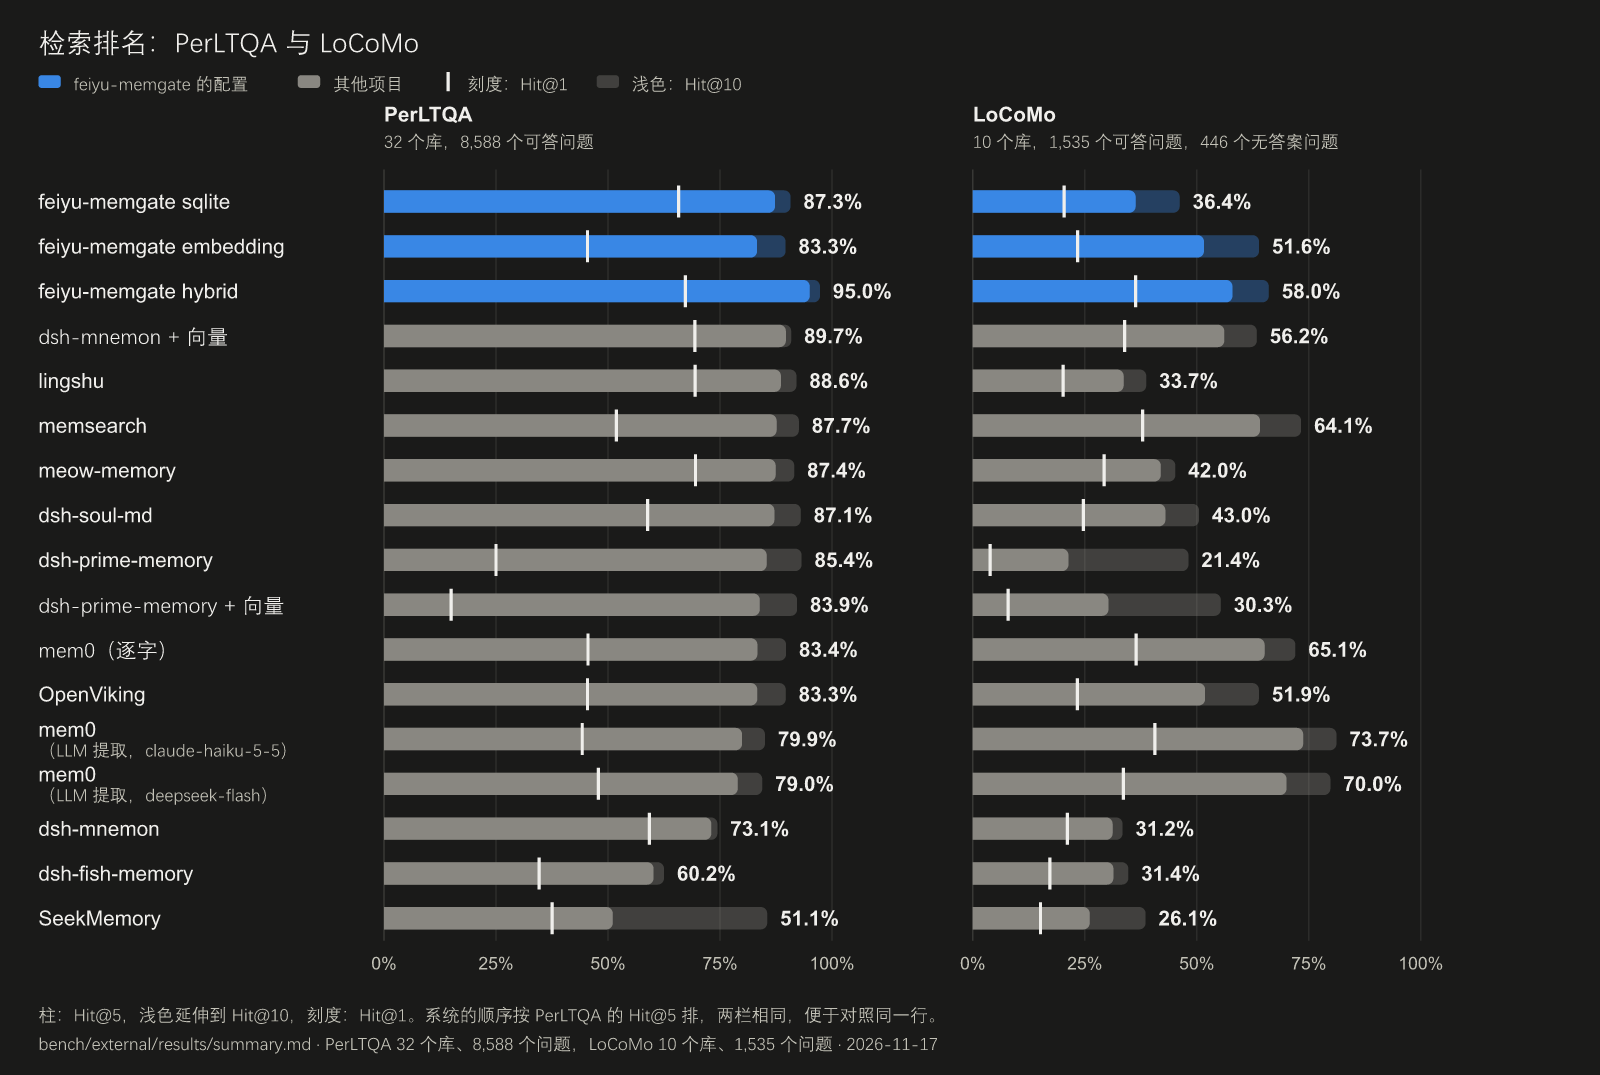 检索排名：PerLTQA 与 LoCoMo
feiyu-memgate 的配置 其他项目 刻度：Hit@1 浅色：Hit@10
PerLTQA LoCoMo
32 个库，8,588 个可答问题 10 个库，1,535 个可答问题，446 个无答案问题
feiyu-memgate sqlite 87.3% 36.4%
feiyu-memgate embedding 83.3% 51.6%
feiyu-memgate hybrid 95.0% 58.0%
dsh-mnemon + 向量 89.7% 56.2%
lingshu 88.6% 33.7%
memsearch 87.7% 64.1%
meow-memory 87.4% 42.0%
dsh-soul-md 87.1% 43.0%
dsh-prime-memory 85.4% 21.4%
dsh-prime-memory + 向量 83.9% 30.3%
mem0（逐字） 83.4% 65.1%
OpenViking 83.3% 51.9%
mem0
（LLM 提取，claude-haiku-5-5） 79.9% 73.7%
mem0
（LLM 提取，deepseek-flash） 79.0% 70.0%
dsh-mnemon 73.1% 31.2%
dsh-fish-memory 60.2% 31.4%
SeekMemory 51.1% 26.1%
0% 25% 50% 75% 100% 0% 25% 50% 75% 100%
柱：Hit@5，浅色延伸到 Hit@10，刻度：Hit@1。系统的顺序按 PerLTQA 的 Hit@5 排，两栏相同，便于对照同一行。
bench/external/results/summary.md · PerLTQA 32 个库、8,588 个问题，LoCoMo 10 个库、1,535 个问题 · 2026-11-17